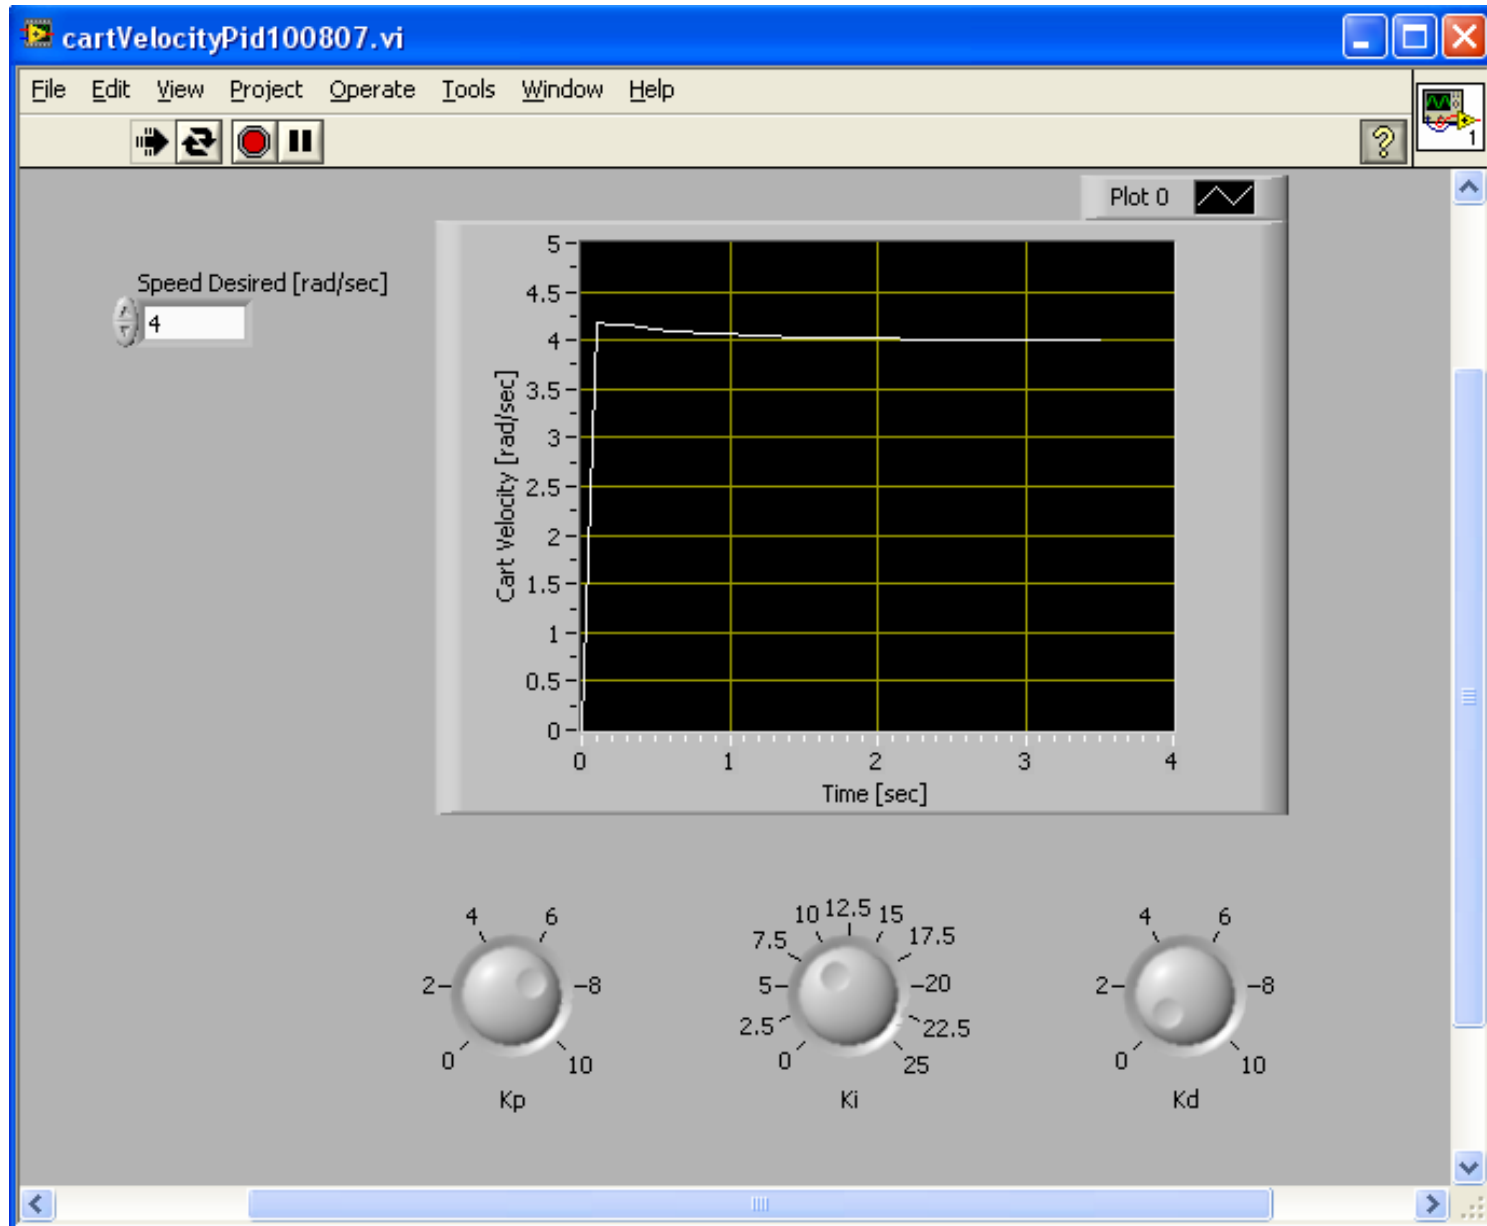 cartVelocityPid100807.vi
File Edit View Project Operate Tools Window Help
1
Plot 0
Speed Desired [rad/sec]
4
5
4.5
4
3.5
3
2.5
2
1.5
1
0.5
0
Cart Velocity [rad/sec]
0 1 2 3 4
Time [sec]
4 6
2 8
0 10
Kp
10 12.5 15
7.5 17.5
5 20
2.5 22.5
0 25
Ki
4 6
2 8
0 10
Kd